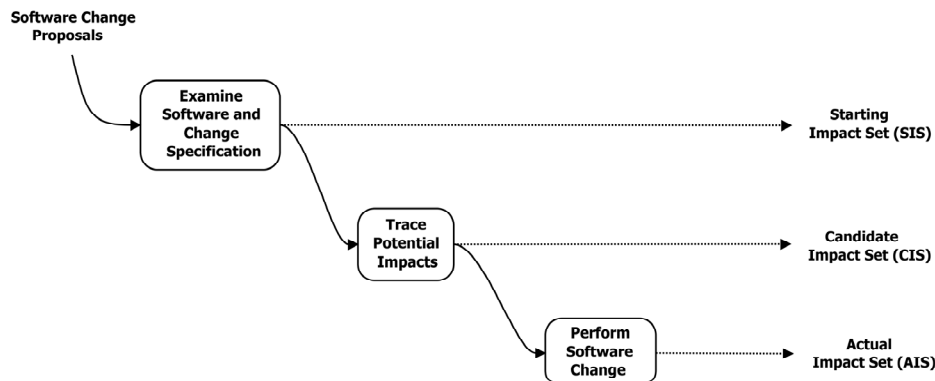 Software Change
Proposals
Examine
Software and
Change
Specification
Starting
Impact Set (SIS)
Trace
Potential
Impacts
Candidate
Impact Set (CIS)
Perform
Software
Change
Actual
Impact Set (AIS)